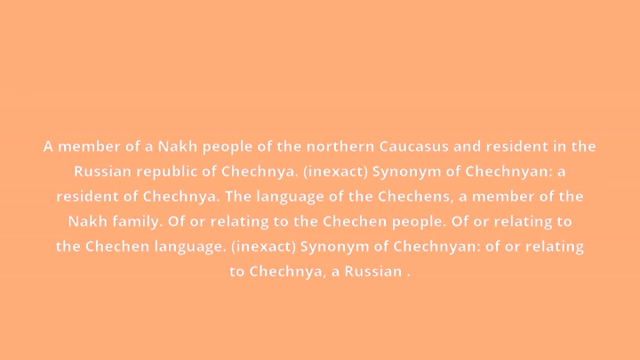 A member of a Nakh people of the northern Caucasus and resident in the
Russian republic of Chechnya. (inexact) Synonym of Chechnyan: a
resident of Chechnya. The language of the Chechens, a member of the
Nakh family. Of or relating to the Chechen people. Of or relating to
the Chechen language. (inexact) Synonym of Chechnyan: of or relating
to Chechnya, a Russian .